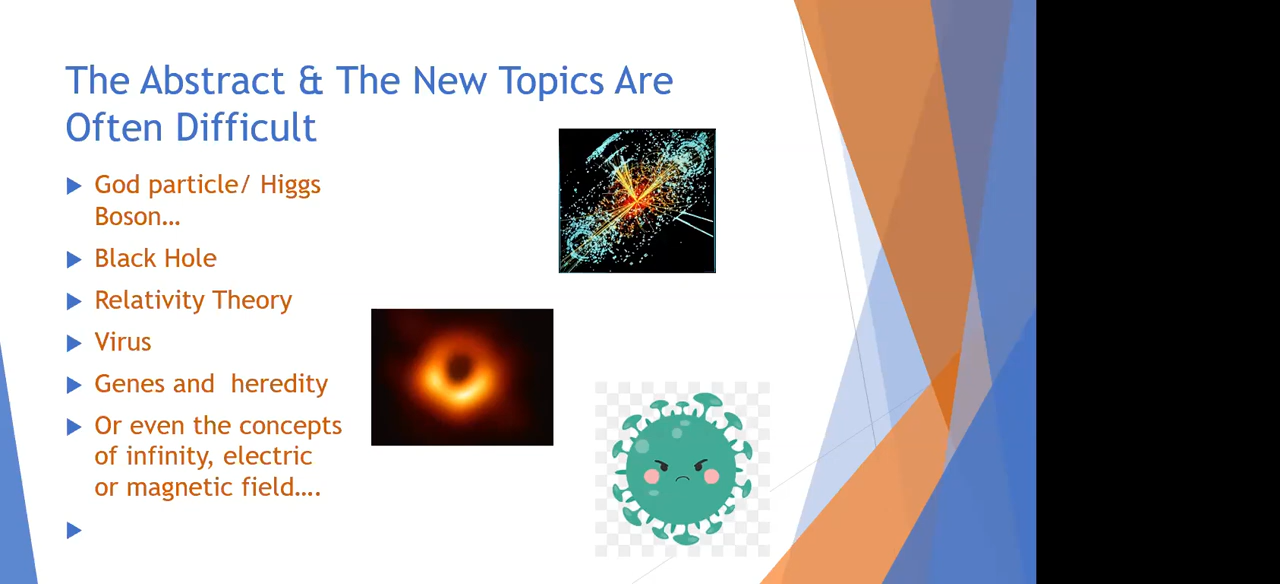 The Abstract & The New Topics Are
Often Difficult
God particle/ Higgs
Boson…
Black Hole
Relativity Theory
Virus
Genes and  heredity
Or even the concepts
of infinity, electric
or magnetic field….